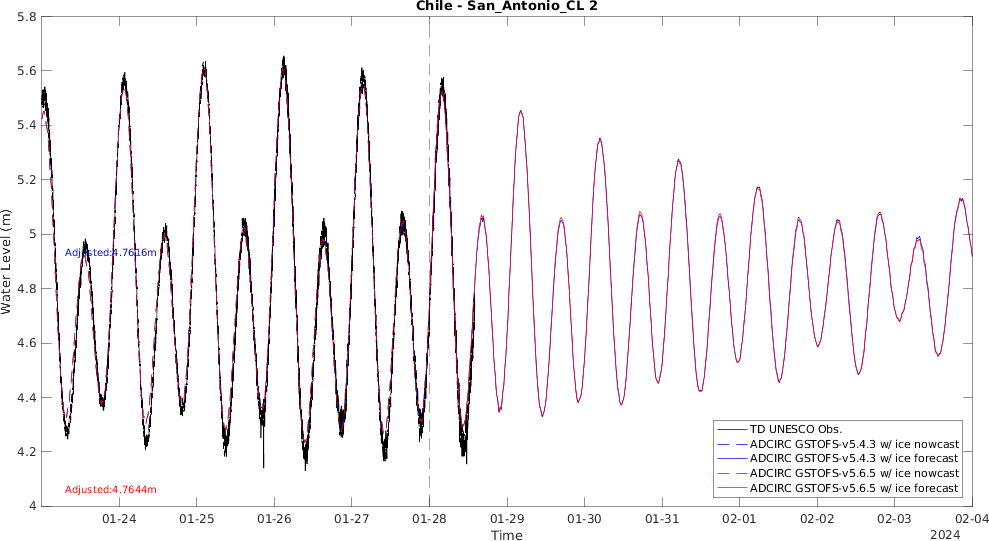 Chile - San_Antonio_CL 2
Water Level (m)
5.8
5.6
5.4
5.2
5
4.8
4.6
4.4
4.2
4
Adjusted:4.7616m
Adjusted:4.7644m
TD UNESCO Obs.
ADCIRC GSTOFS-v5.4.3 w/ ice nowcast
ADCIRC GSTOFS-v5.4.3 w/ ice forecast
ADCIRC GSTOFS-v5.6.5 w/ ice nowcast
ADCIRC GSTOFS-v5.6.5 w/ ice forecast
01-24 01-25 01-26 01-27 01-28 01-29 01-30 01-31 02-01 02-02 02-03 02-04
Time
2024